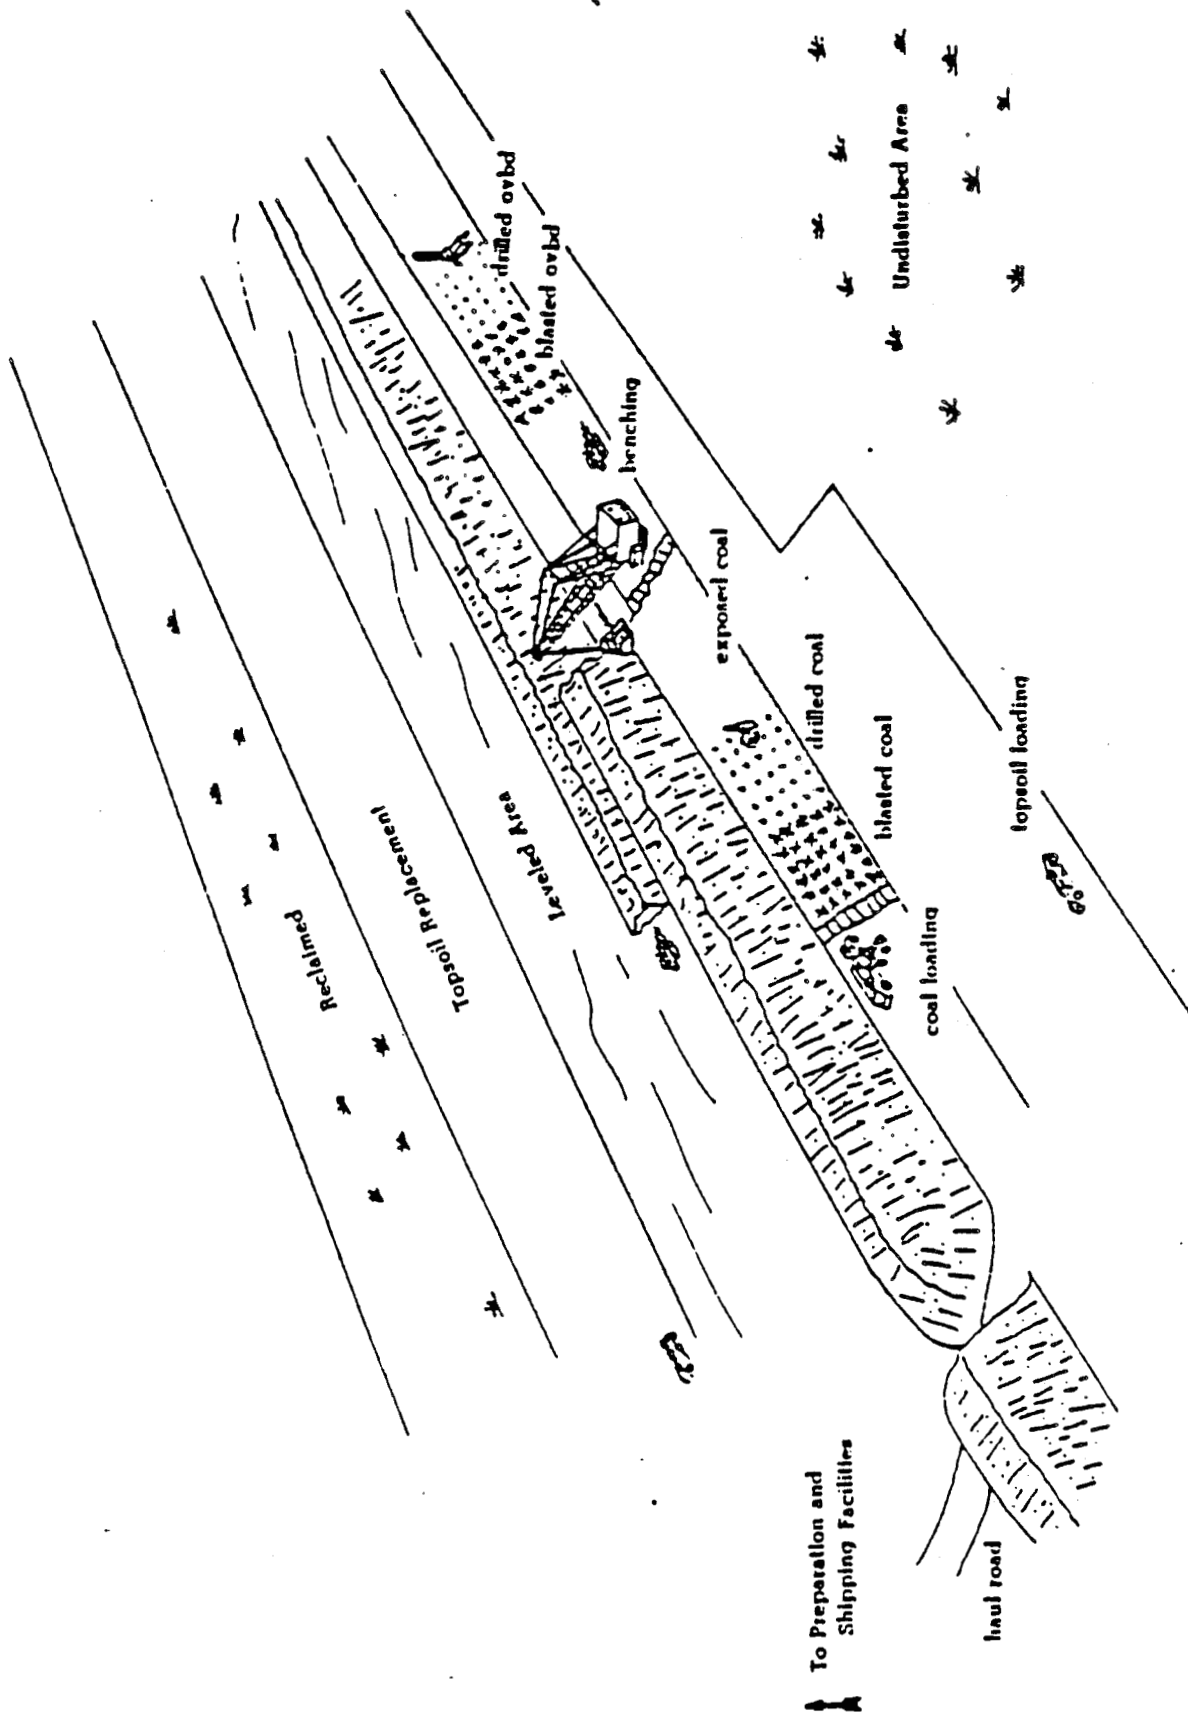 Reclaimed
Topsoil Replacement
Leveled Area
drilled ovbd
blasted ovbd
benching
exposed coal
drilled coal
blasted coal
coal loading
topsoil loading
Undisturbed Area
To Preparation and
Shipping Facilities
haul road